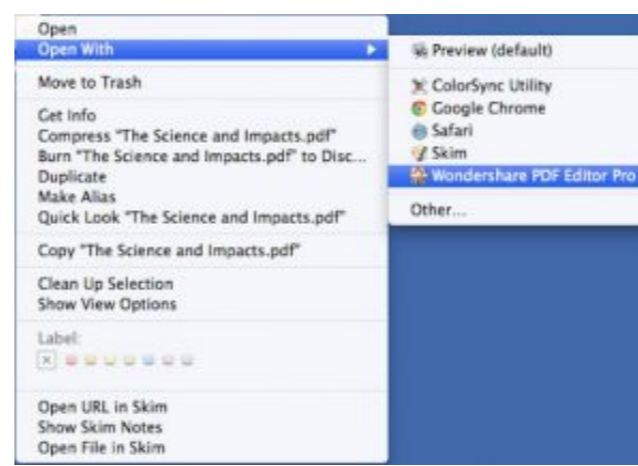 Open
Open With
Move to Trash
Get Info
Compress "The Science and Impacts.pdf"
Burn "The Science and Impacts.pdf" to Disc...
Duplicate
Make Alias
Quick Look "The Science and Impacts.pdf"
Copy "The Science and Impacts.pdf"
Clean Up Selection
Show View Options
Label:
Open URL in Skim
Show Skim Notes
Open File in Skim
Preview (default)
ColorSync Utility
Google Chrome
Safari
Skim
Wondershare PDF Editor Pro
Other...